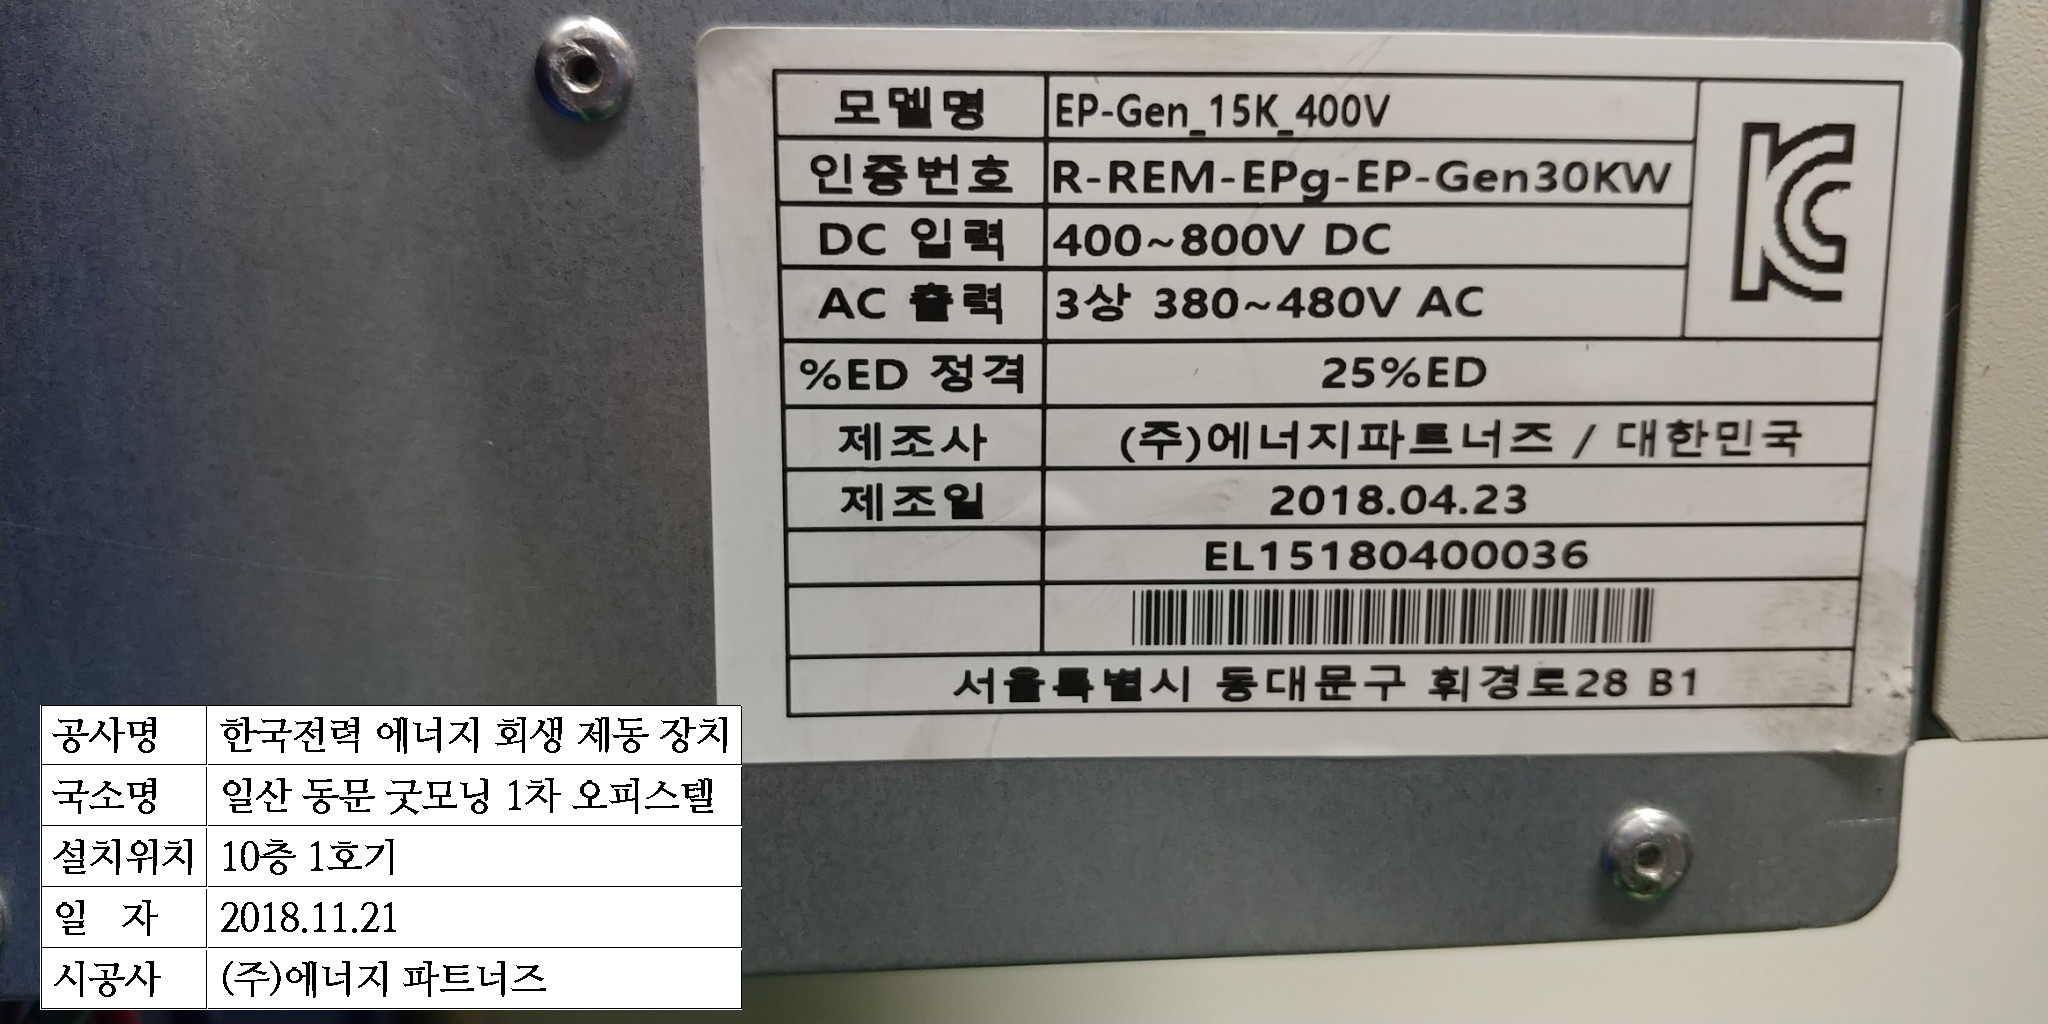 모델명 EP-Gen_15K_400V
인증번호 R-REM-EPg-EP-Gen30KW
DC 입력 400~800V DC
AC 출력 3상 380~480V AC
%ED 정격 25%ED
제조사 (주)에너지파트너즈 / 대한민국
제조일 2018.04.23
EL15180400036
서울특별시 동대문구 휘경로28 B1
공사명 한국전력 에너지 회생 제동 장치
국소명 일산 동문 굿모닝 1차 오피스텔
설치위치 10층 1호기
일 자 2018.11.21
시공사 (주)에너지 파트너즈